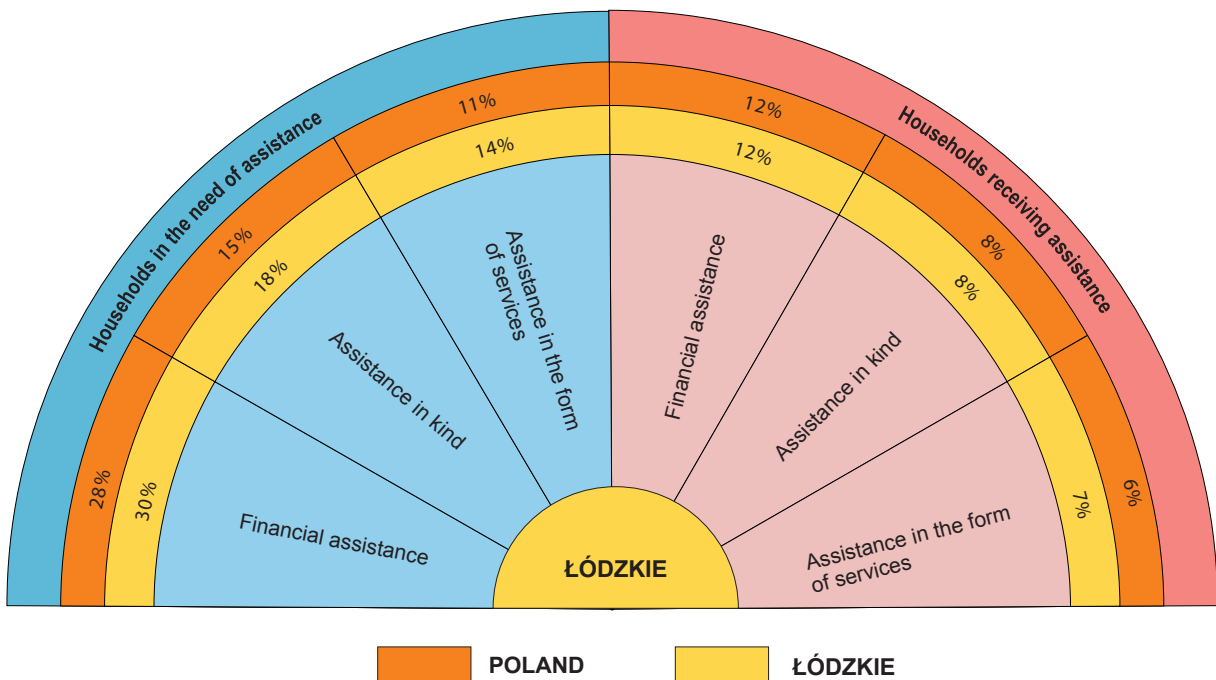 Households in the need of assistance
Households receiving assistance
28%
15%
11%
12%
8%
6%
30%
18%
14%
12%
8%
7%
Financial assistance
Assistance in kind
Assistance in the form
of services
Financial assistance
Assistance in kind
Assistance in the form
of services
ŁÓDZKIE
POLAND
ŁÓDZKIE